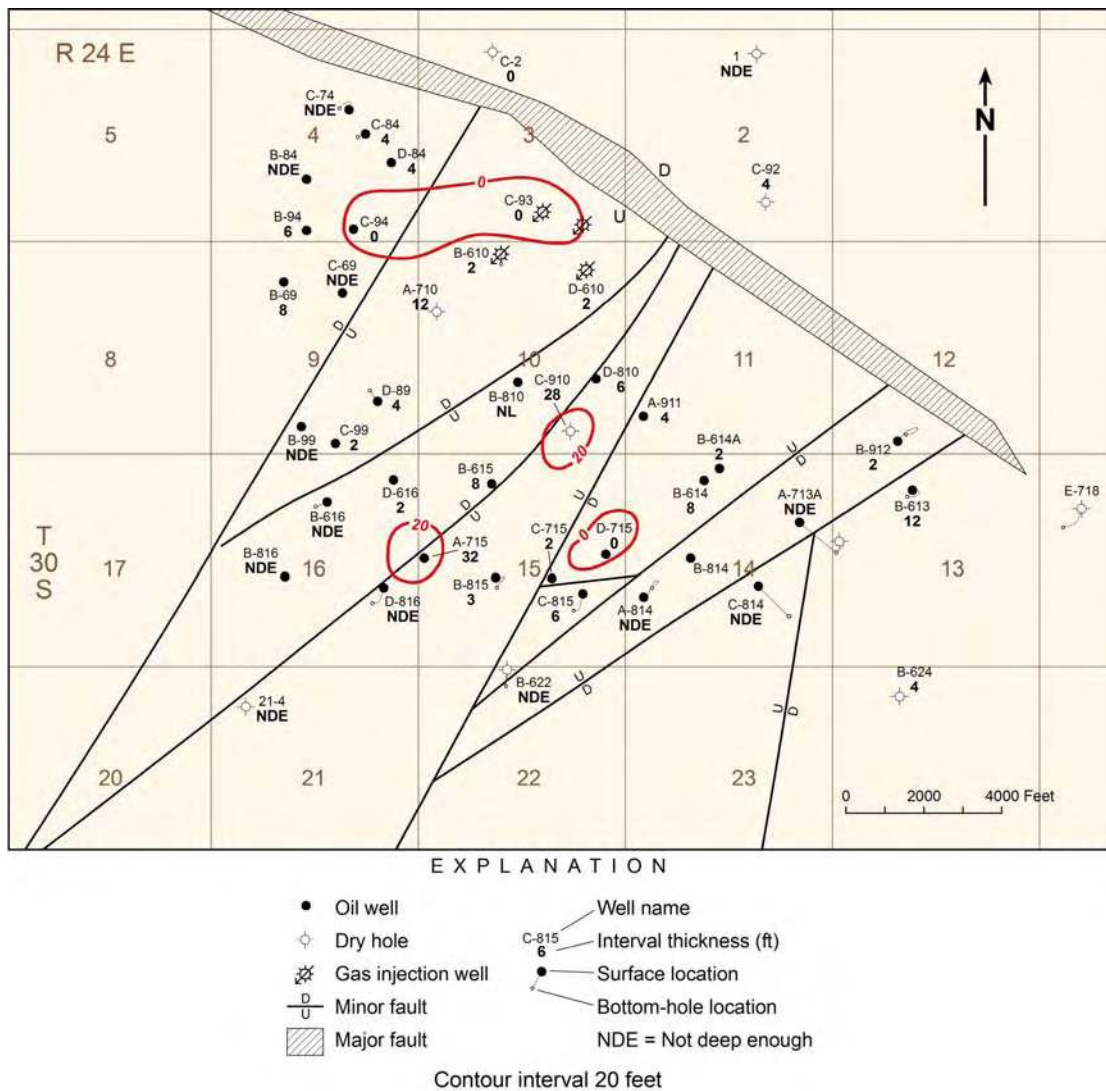 R 24 E
C-2
0
1
NDE
N
C-74
NDE
5
4
C-84
4
3
2
D-84
4
B-84
NDE
D
C-92
4
0
C-93
0
B-94
6
C-94
0
U
B-610
2
C-69
NDE
D-610
2
A-710
12
B-69
8
D
U
8
9
10
11
12
C-910
28
D-810
6
B-810
NL
D-89
4
D
U
A-911
4
B-99
NDE
C-99
2
B-614A
2
U
D
B-912
2
20
B-615
8
D-616
2
B-614
8
A-713A
NDE
B-613
12
E-718
B-616
NDE
D
U
U
D
20
C-715
2
D-715
0
0
T
30
S
A-715
32
B-816
NDE
17
16
15
14
13
B-814
B-815
3
D-816
NDE
C-815
6
A-814
NDE
C-814
NDE
B-622
NDE
U
D
B-624
4
21-4
NDE
U
D
20
21
22
23
0 2000 4000 Feet
EXPLANATION
Oil well
Dry hole
Gas injection well
D
U
Minor fault
Major fault
C-815
6
Well name
Interval thickness (ft)
Surface location
Bottom-hole location
NDE = Not deep enough
Contour interval 20 feet